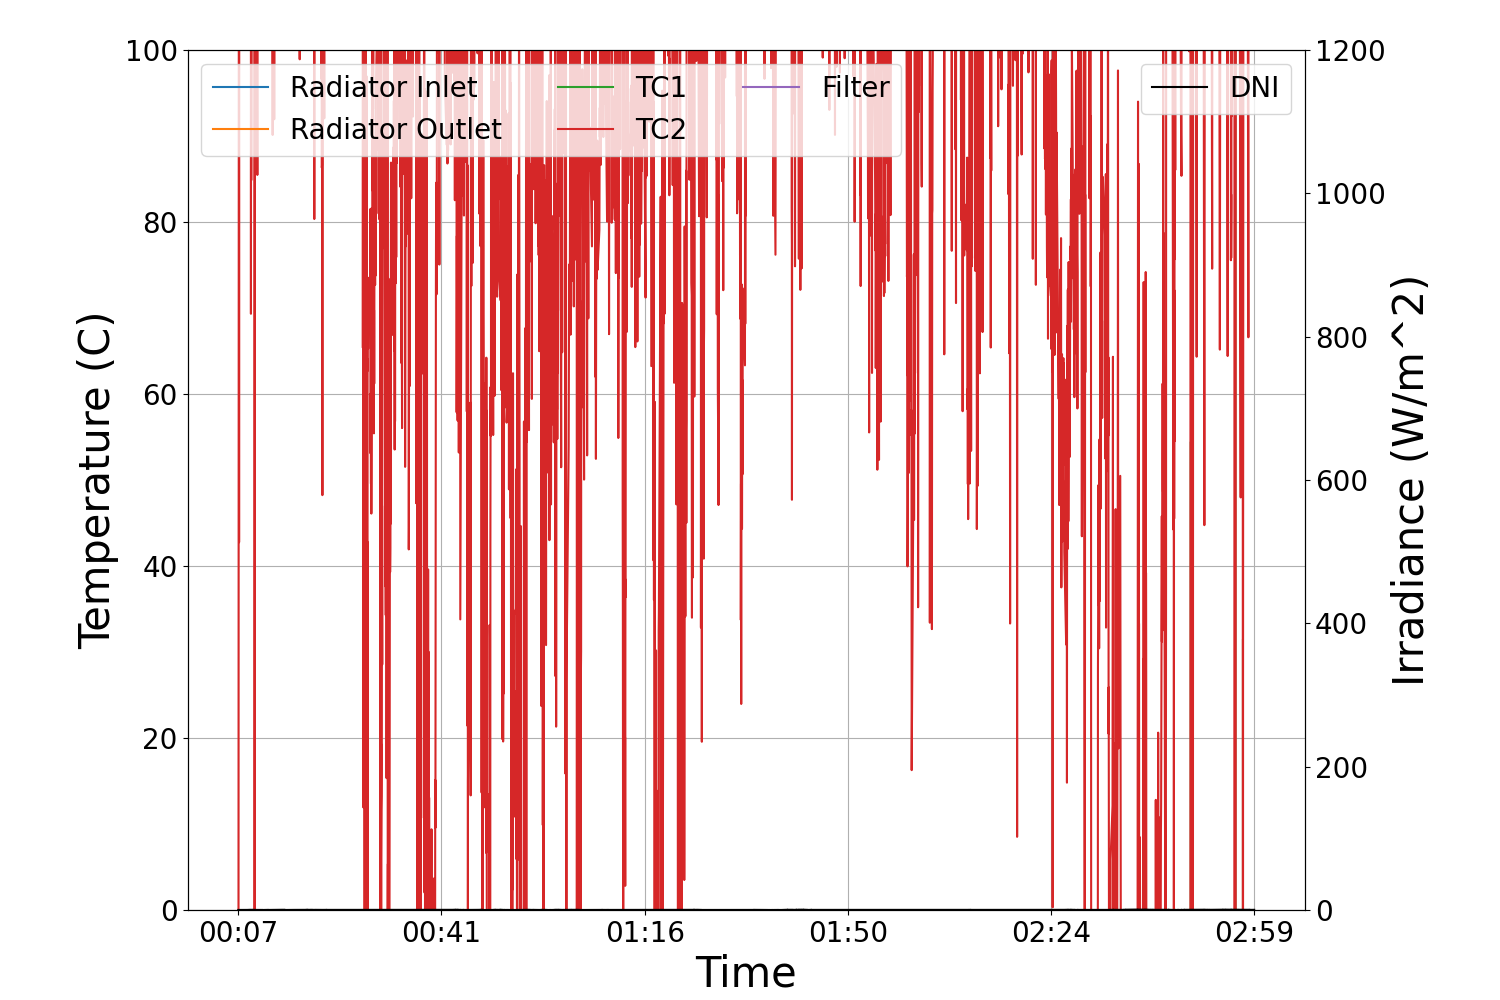 100
80
60
40
20
0
Temperature (C)
Radiator Inlet
Radiator Outlet
TC1
TC2
Filter
DNI
1200
1000
800
600
400
200
0
Irradiance (W/m^2)
00:07 00:41 01:16 01:50 02:24 02:59
Time